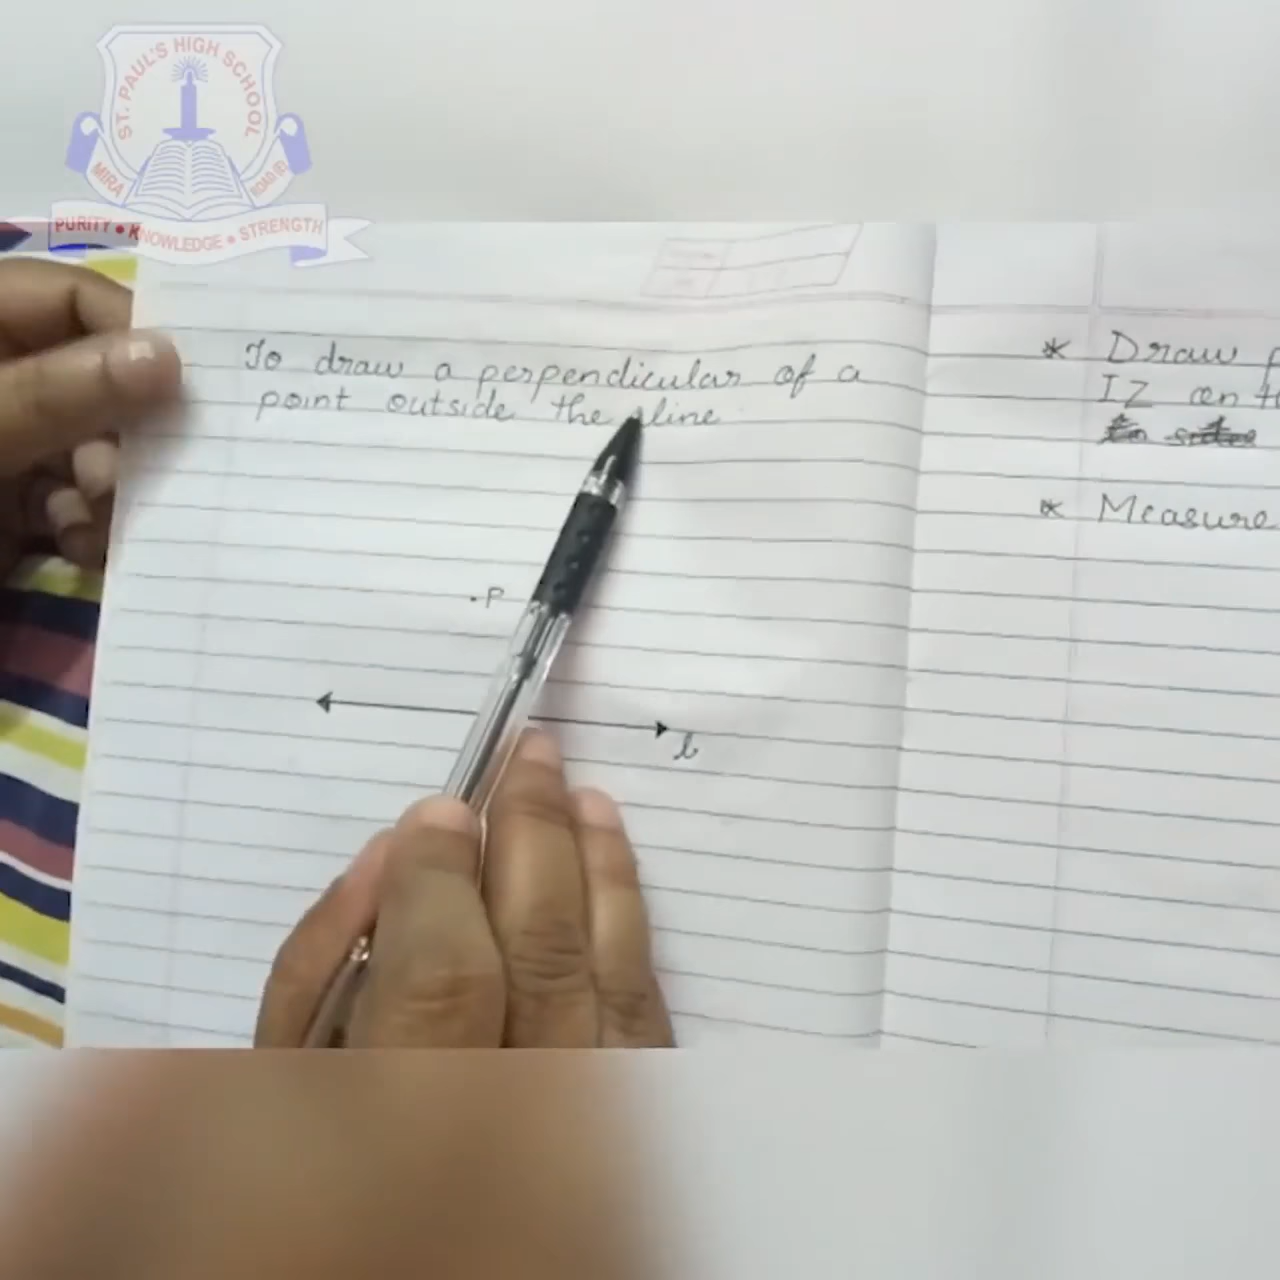 ST. PAUL'S HIGH SCHOOL
MIRA ROAD (E)
PURITY • KNOWLEDGE • STRENGTH
To draw a perpendicular of a
point outside the line.
.P
l
* Draw
IZ
* Measure